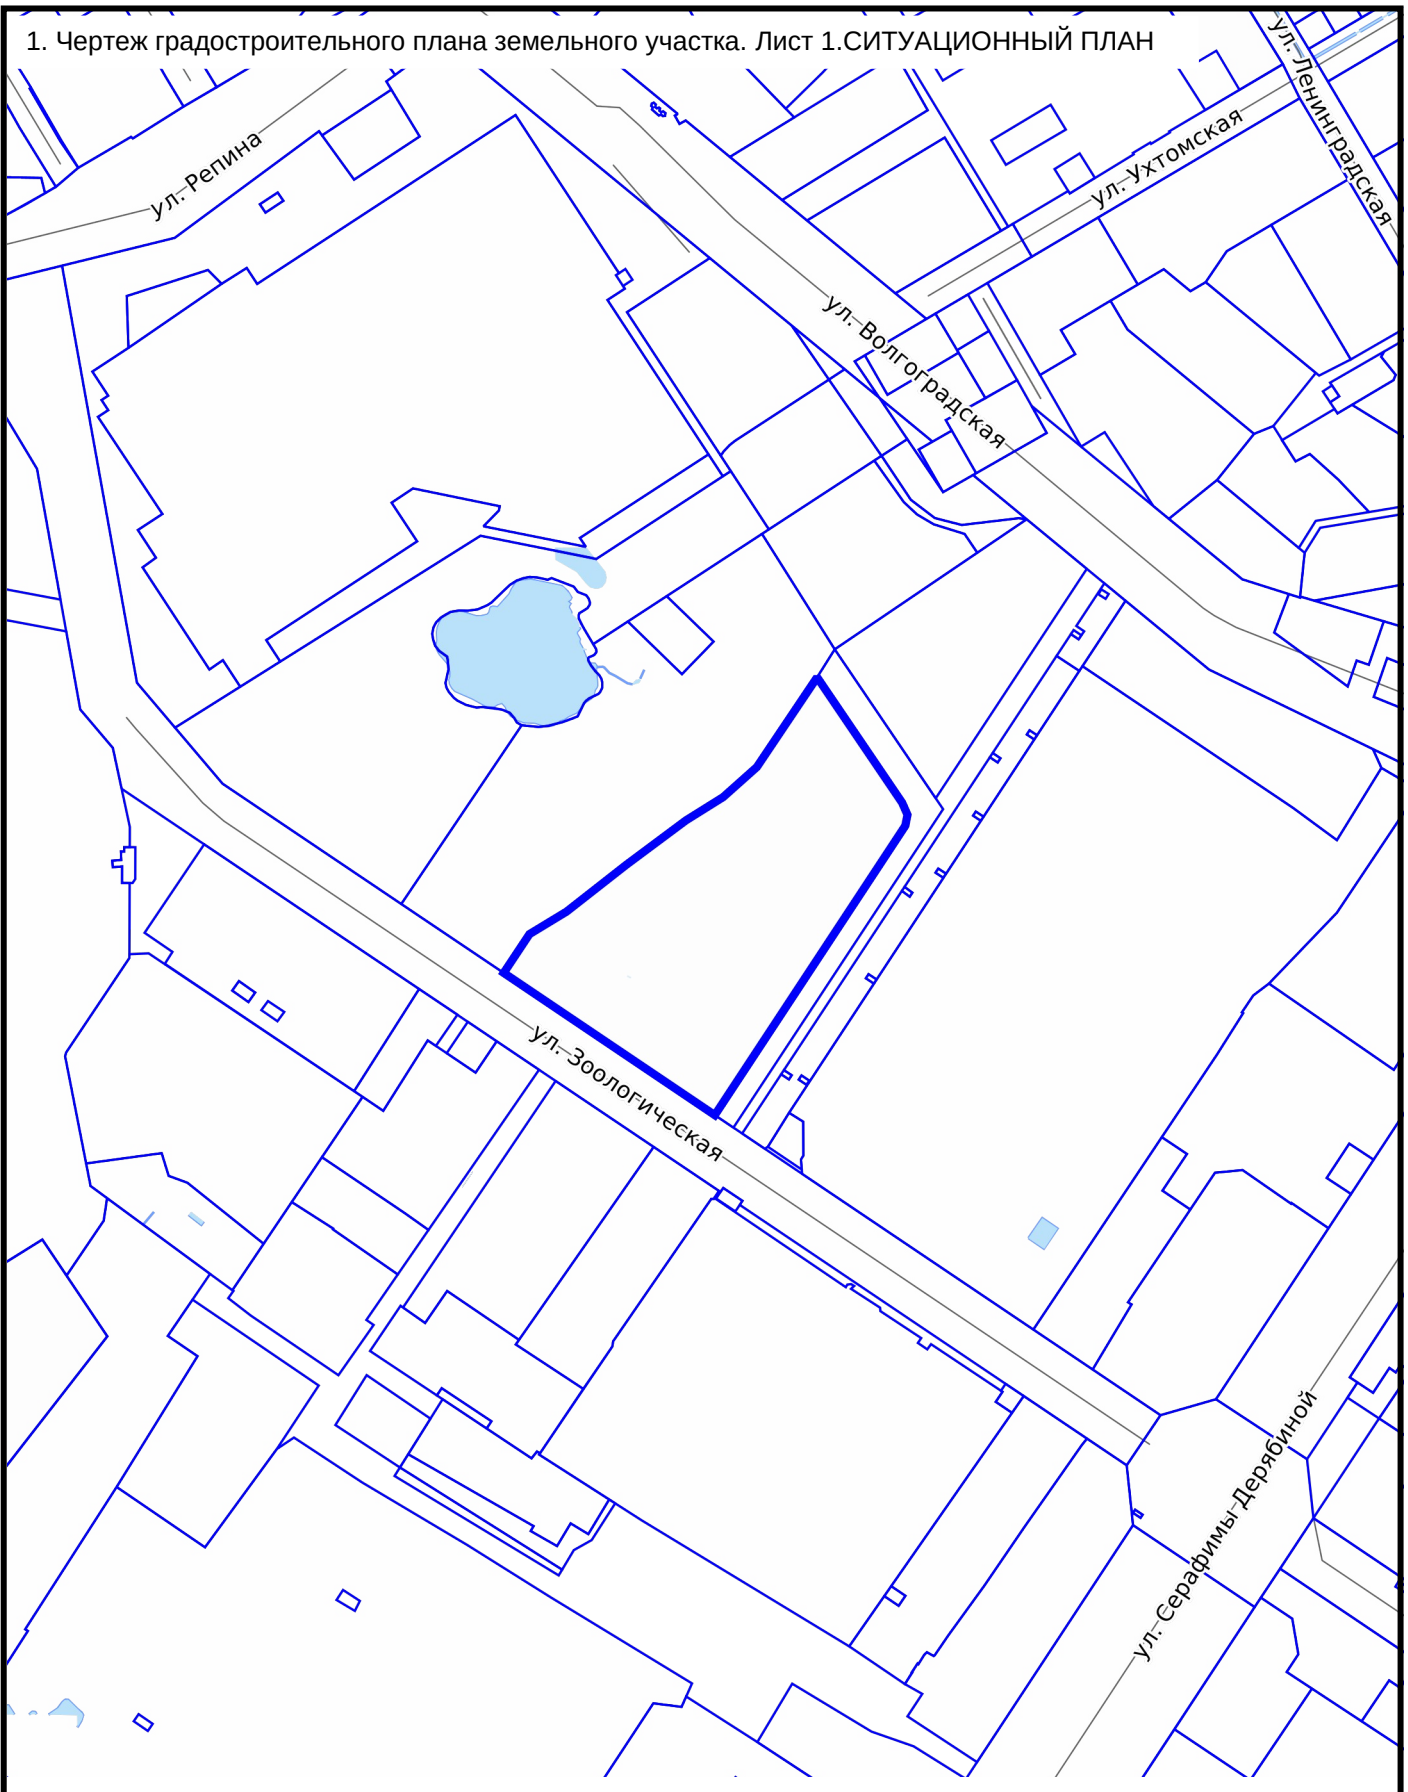 1. Чертеж градостроительного плана земельного участка. Лист 1.СИТУАЦИОННЫЙ ПЛАН
ул. Ленинградская
ул. Репина
ул. Ухтомская
ул. Волгоградская
ул. Зоологическая
ул. Серафимы Дерябиной